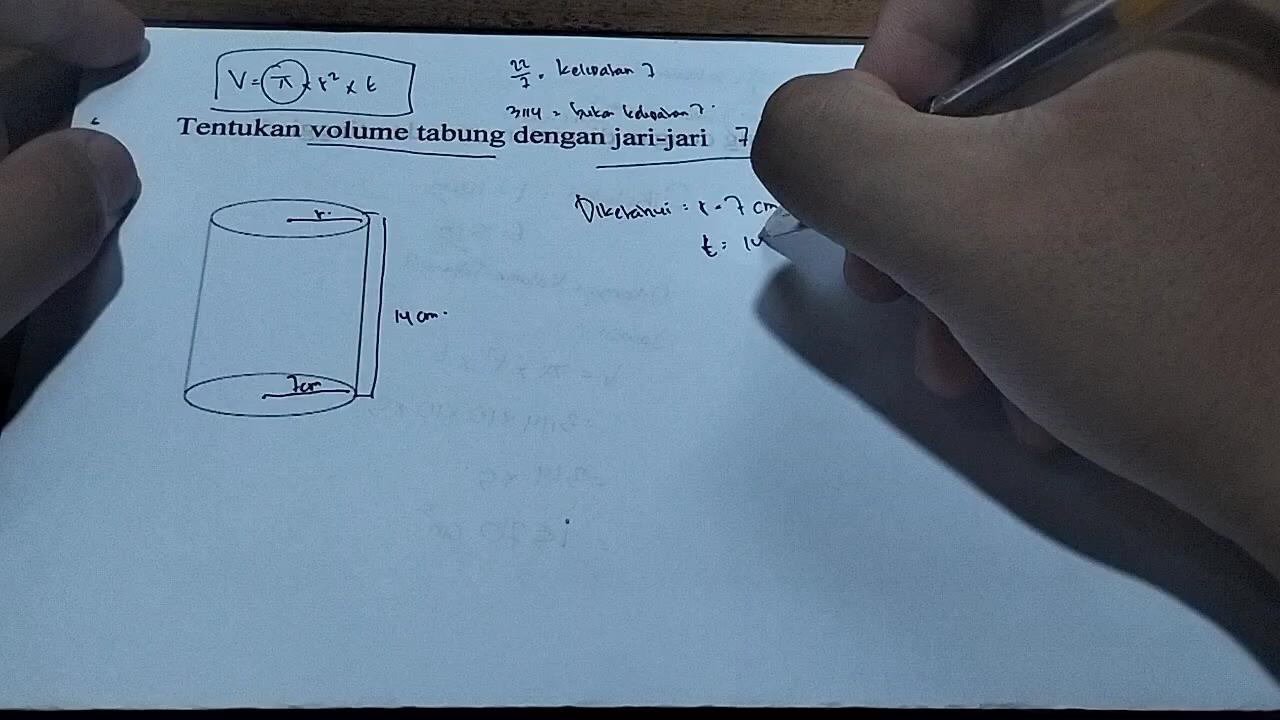 V = π × r² × t
22/7 = kelipatan 7
3,14 = bukan kelipatan 7.
Tentukan volume tabung dengan jari-jari 7
r.
14 cm.
7cm
Diketahui : r = 7 cm
t = 14